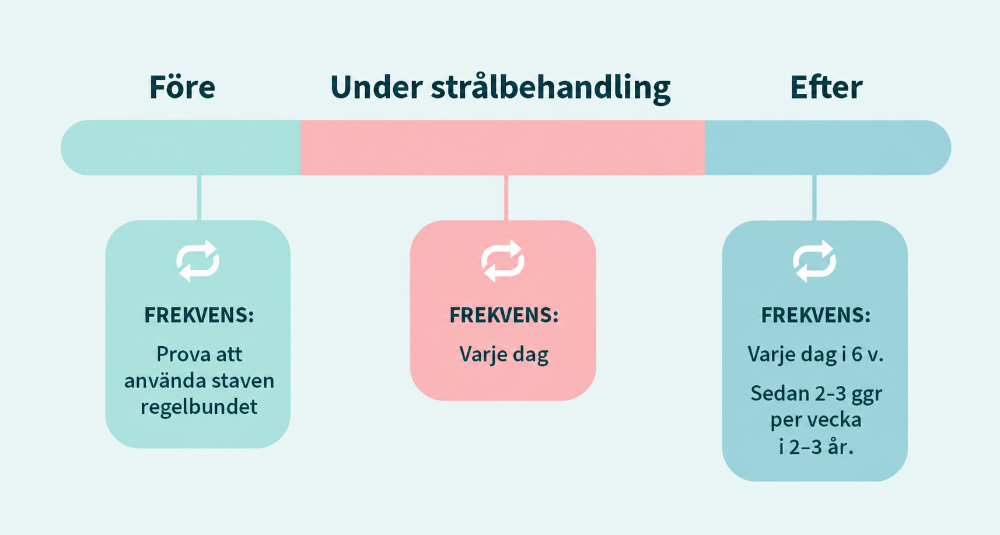 Före
Under strålbehandling
Efter
FREKVENS:
Prova att
använda staven
regelbundet
FREKVENS:
Varje dag
FREKVENS:
Varje dag i 6 v.
Sedan 2–3 ggr
per vecka
i 2–3 år.